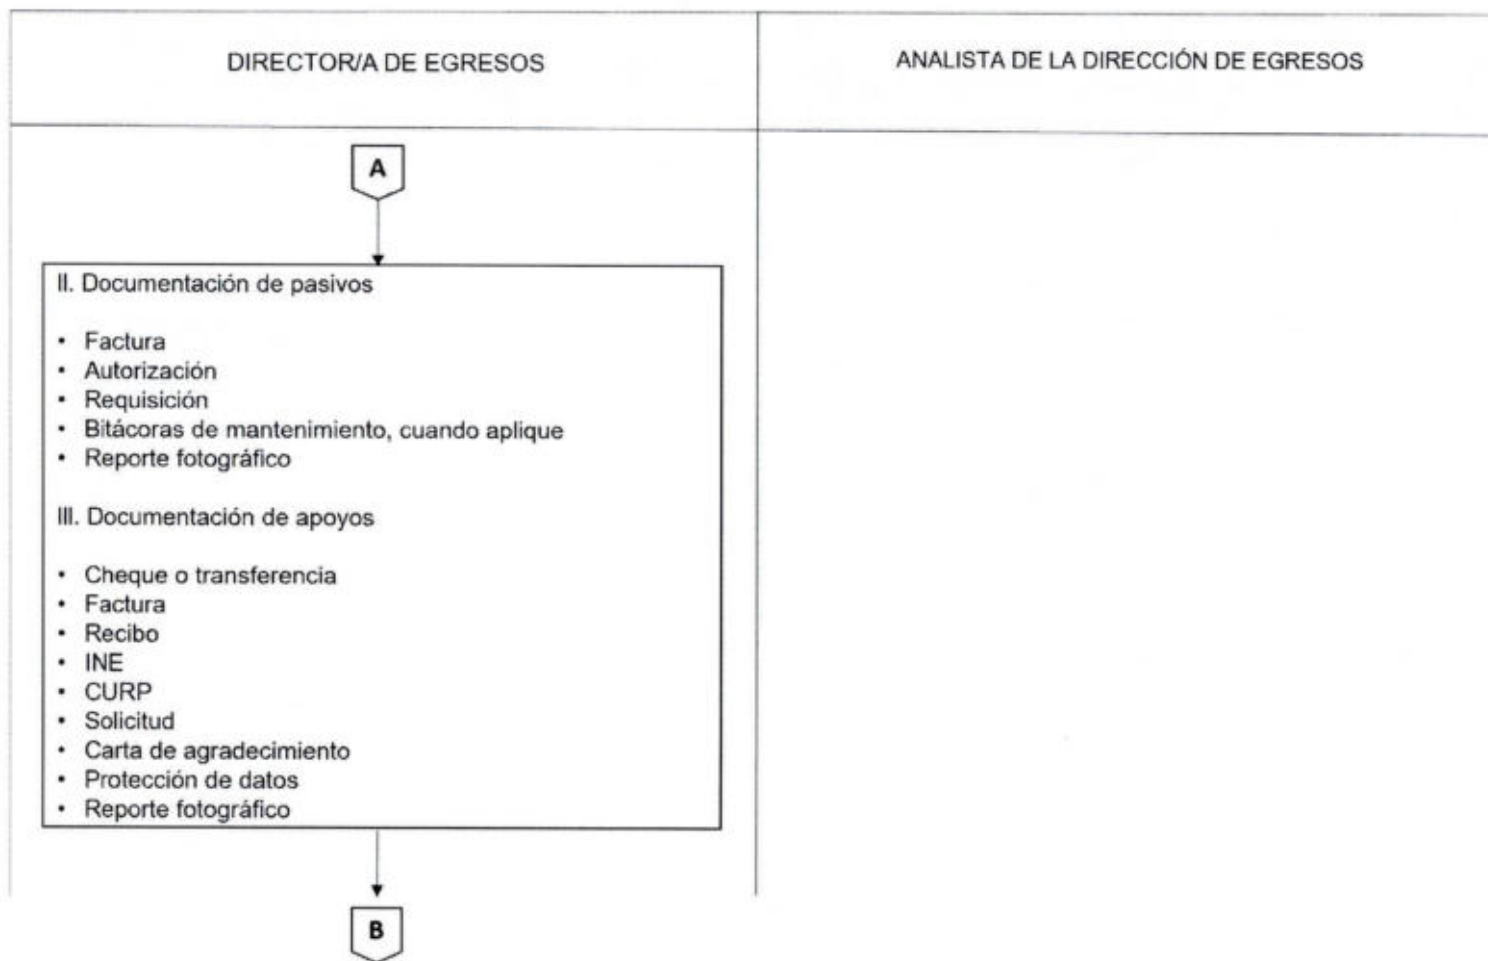 DIRECTOR/A DE EGRESOS
ANALISTA DE LA DIRECCIÓN DE EGRESOS
A
II. Documentación de pasivos
• Factura
• Autorización
• Requisición
• Bitácoras de mantenimiento, cuando aplique
• Reporte fotográfico
III. Documentación de apoyos
• Cheque o transferencia
• Factura
• Recibo
• INE
• CURP
• Solicitud
• Carta de agradecimiento
• Protección de datos
• Reporte fotográfico
B